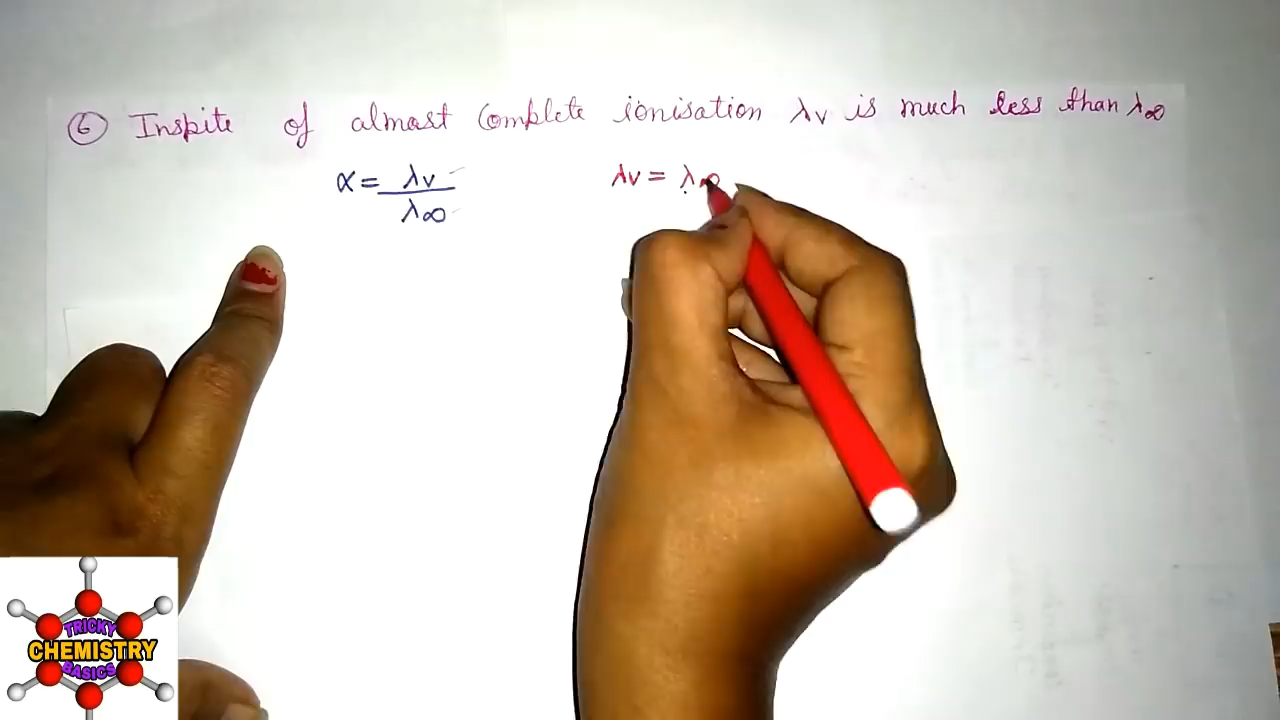 ⑥ Inspite of almost Complete ionisation λv is much less than λ∞
α = λv / λ∞
λv = λ∞
TRICKY
CHEMISTRY
BASICS